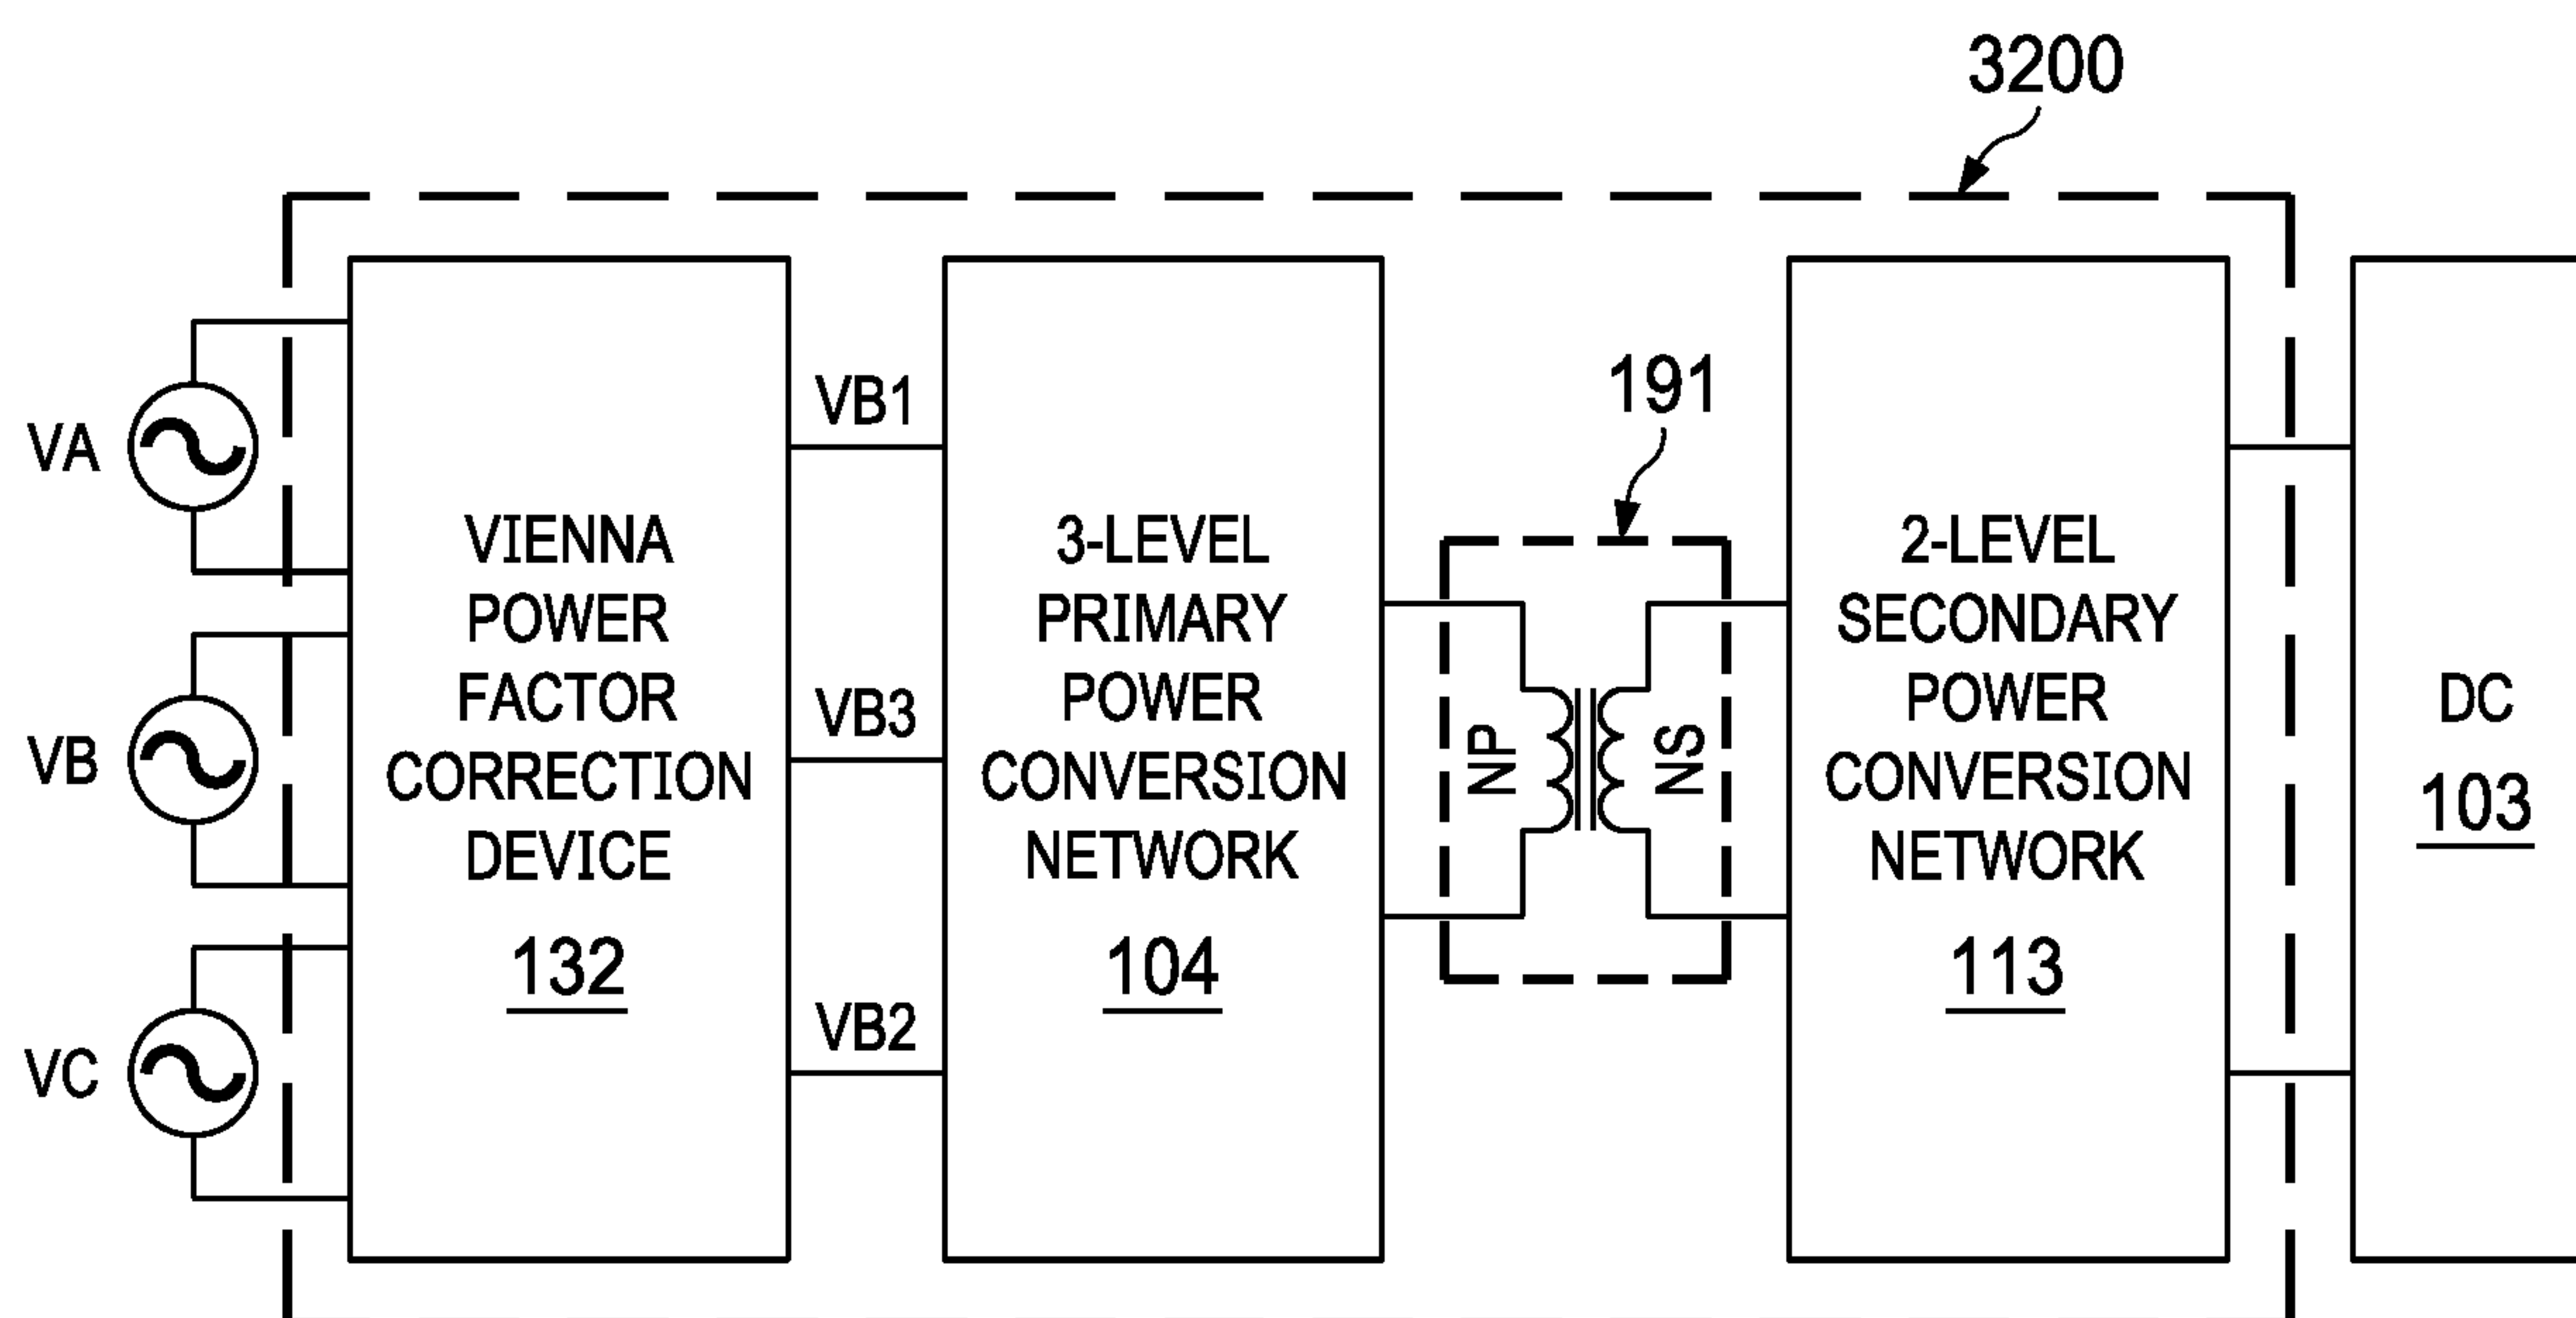 3200
VA
VB
VC
VIENNA
POWER
FACTOR
CORRECTION
DEVICE
132
VB1
VB3
VB2
3-LEVEL
PRIMARY
POWER
CONVERSION
NETWORK
104
191
NP
NS
2-LEVEL
SECONDARY
POWER
CONVERSION
NETWORK
113
DC
103